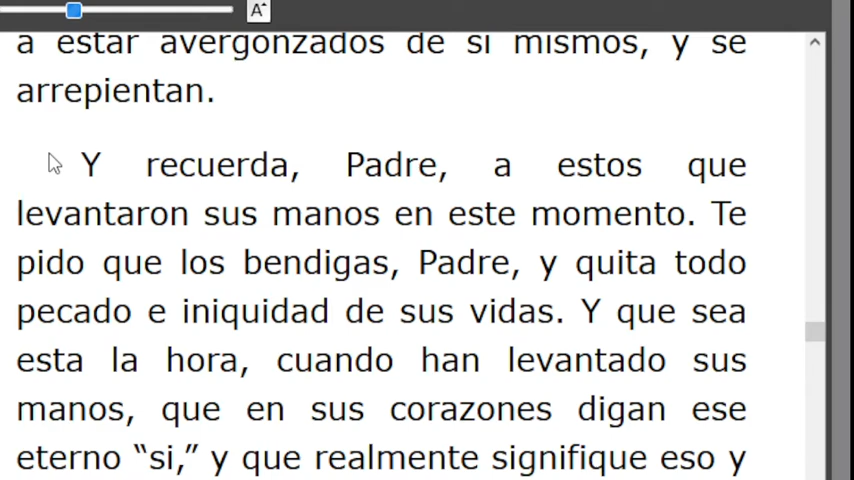 A
a estar avergonzados de si mismos, y se
arrepientan.
Y recuerda, Padre, a estos que
levantaron sus manos en este momento. Te
pido que los bendigas, Padre, y quita todo
pecado e iniquidad de sus vidas. Y que sea
esta la hora, cuando han levantado sus
manos, que en sus corazones digan ese
eterno “si,” y que realmente signifique eso y